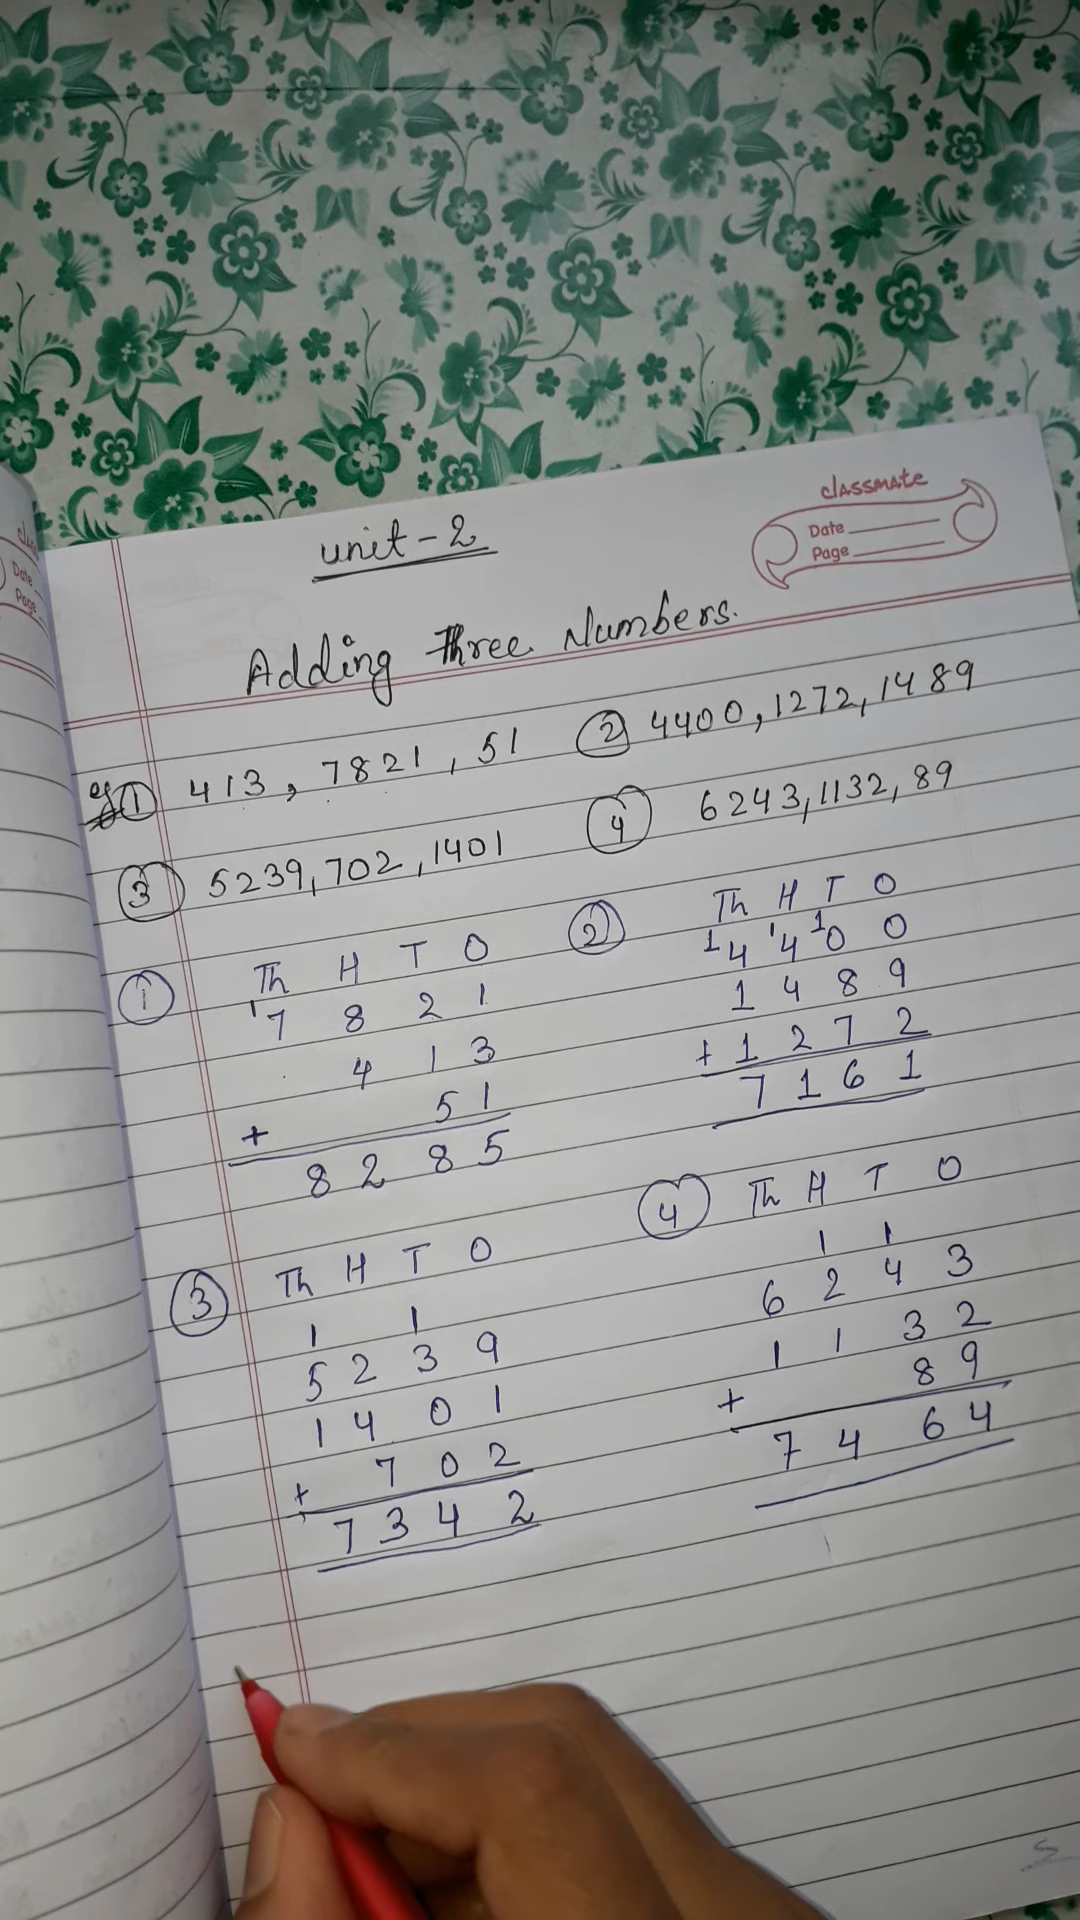 classmate
Date
Page
unit-2
Adding Three Numbers.
eg ① 413, 7821, 51 ② 4400, 1272, 1489
③ 5239, 702, 1401 ④ 6243, 1132, 89
①
Th H T O
1
7 8 2 1
4 1 3
+ 5 1
8 2 8 5
②
Th H T O
1 1 1
4 4 0 0
1 4 8 9
+ 1 2 7 2
7 1 6 1
③
Th H T O
1 1
5 2 3 9
1 4 0 1
+ 7 0 2
7 3 4 2
④
Th H T O
1 1
6 2 4 3
1 1 3 2
+ 8 9
7 4 6 4
Date
Page